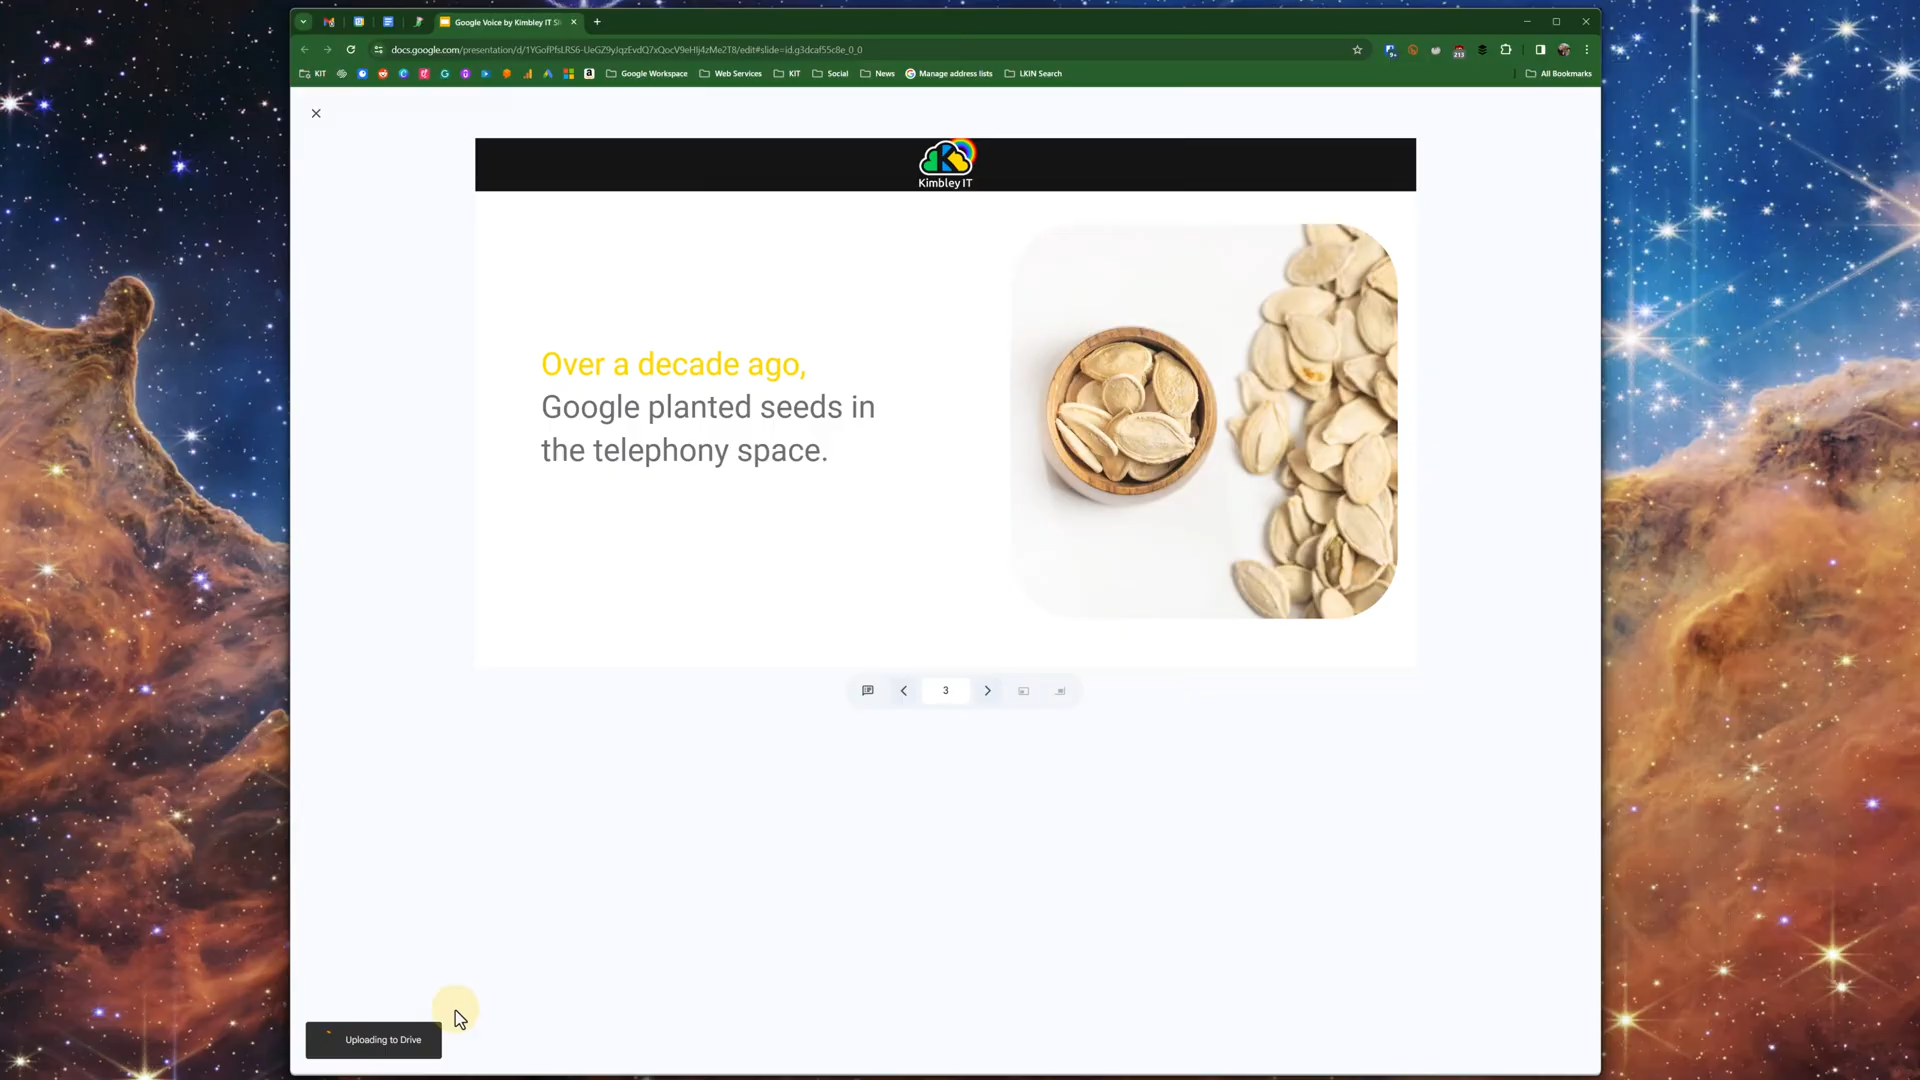 Google Voice by Kimbley IT Sl
docs.google.com/presentation/d/1YGofPfsLRS6-UeGZ9yJqzEvdQ7xQocV9eHIj4zMe2T8/edit#slide=id.g3dcaf55c8e_0_0
9+
213
KIT
Google Workspace
Web Services
KIT
Social
News
Manage address lists
LKIN Search
All Bookmarks
K
Kimbley IT
Over a decade ago,
Google planted seeds in
the telephony space.
3
Uploading to Drive